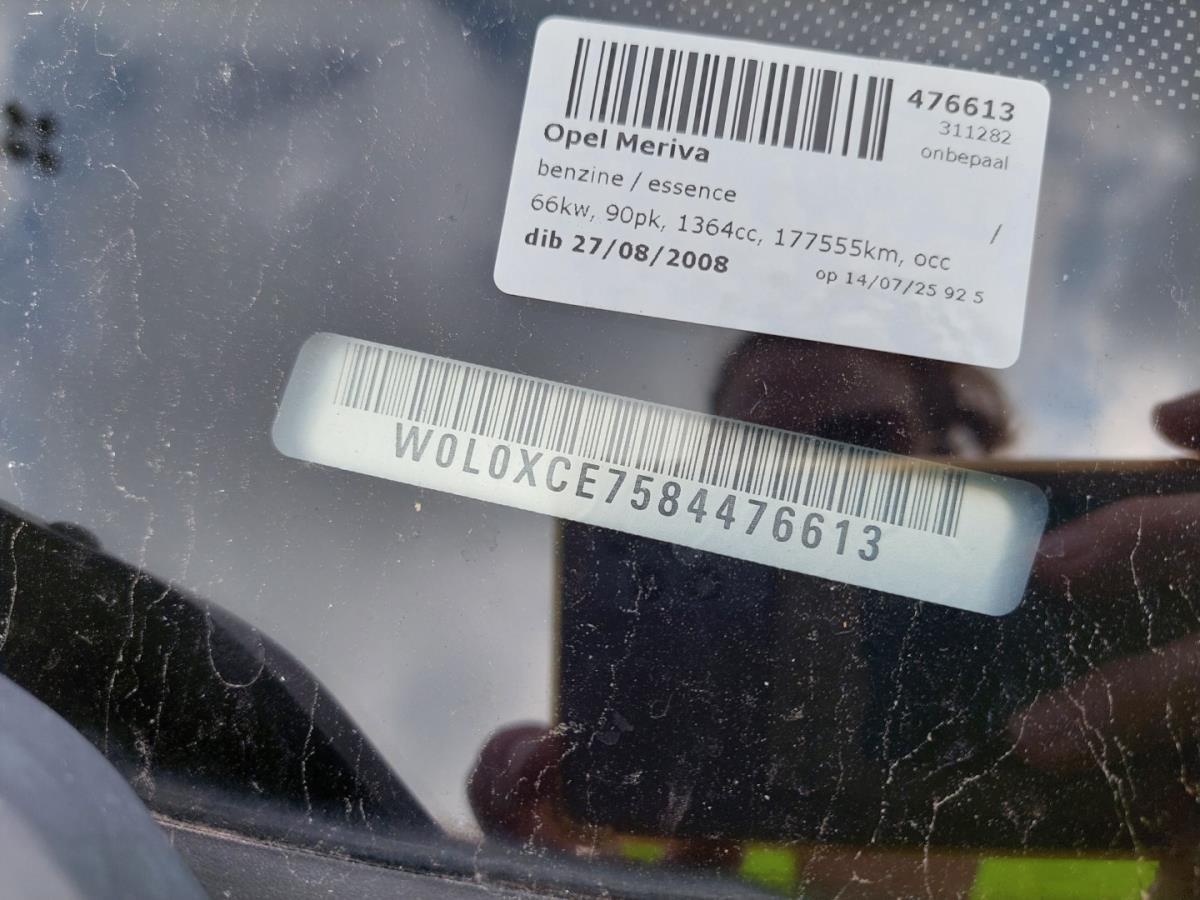 476613
311282
onbepaal
Opel Meriva
benzine / essence
/
66kw, 90pk, 1364cc, 177555km, occ
dib 27/08/2008
op 14/07/25 92 5
W0L0XCE7584476613